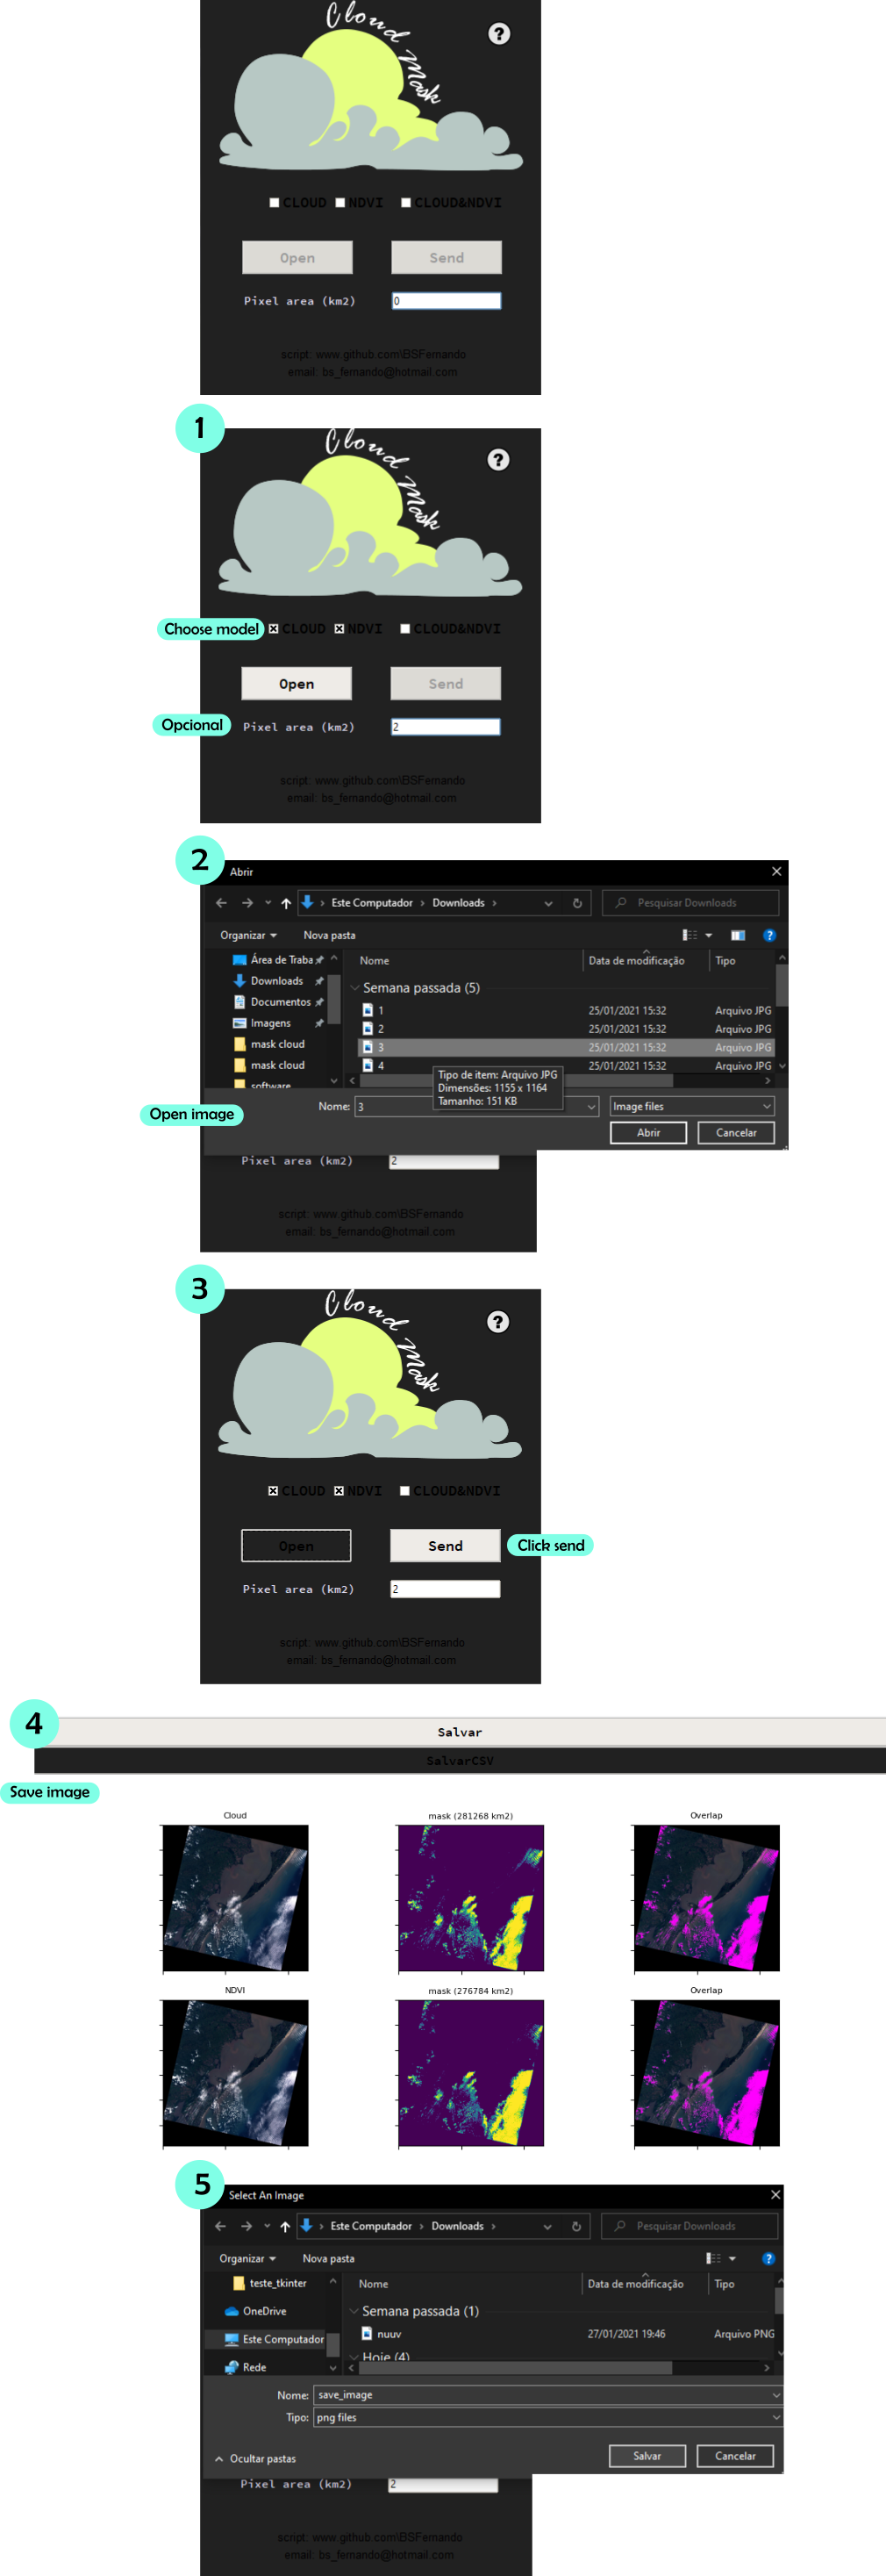 Cloud Mask
?
CLOUD NDVI CLOUD&NDVI
Open Send
Pixel area (km2) 0
script: www.github.com\BSFernando
email: bs_fernando@hotmail.com
1
Cloud Mask
?
Choose model CLOUD NDVI CLOUD&NDVI
Open Send
Opcional Pixel area (km2) 2
script: www.github.com\BSFernando
email: bs_fernando@hotmail.com
2
Abrir
Este Computador Downloads Pesquisar Downloads
Organizar Nova pasta
Área de Traba Nome Data de modificação Tipo
Downloads Semana passada (5)
Documentos 1 25/01/2021 15:32 Arquivo JPG
Imagens 2 25/01/2021 15:32 Arquivo JPG
mask cloud 3 25/01/2021 15:32 Arquivo JPG
mask cloud 4 25/01/2021 15:32 Arquivo JPG
software
Tipo de item: Arquivo JPG
Dimensões: 1155 x 1164
Tamanho: 151 KB
Open image Nome: 3 Image files
Abrir Cancelar
Pixel area (km2) 2
script: www.github.com\BSFernando
email: bs_fernando@hotmail.com
3
Cloud Mask
?
CLOUD NDVI CLOUD&NDVI
Open Send Click send
Pixel area (km2) 2
script: www.github.com\BSFernando
email: bs_fernando@hotmail.com
4
Salvar
SalvarCSV
Save image
Cloud mask (281268 km2) Overlap
NDVI mask (276784 km2) Overlap
5
Select An Image
Este Computador Downloads Pesquisar Downloads
Organizar Nova pasta
teste_tkinter Nome Data de modificação Tipo
OneDrive Semana passada (1)
Este Computador nuuv 27/01/2021 19:46 Arquivo PNG
Rede Hoje (4)
Nome: save_image
Tipo: png files
Ocultar pastas Salvar Cancelar
Pixel area (km2) 2
script: www.github.com\BSFernando
email: bs_fernando@hotmail.com